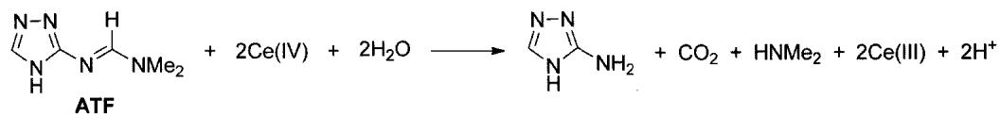 N–N H N–N
N N NMe2 + 2Ce(IV) + 2H2O N NH2 + CO2 + HNMe2 + 2Ce(III) + 2H+
H H
ATF